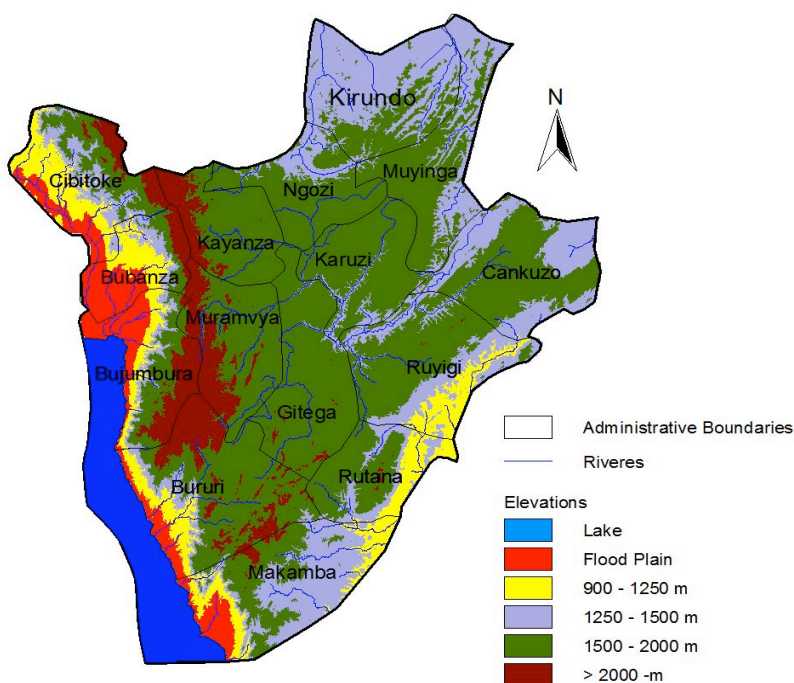 Kirundo
N
Cibitoke
Ngozi
Muyinga
Kayanza
Karuzi
Bubanza
Cankuzo
Muramvya
Bujumbura
Ruyigi
Gitega
Administrative Boundaries
Bururi
Rutana
Riveres
Elevations
Makamba
Lake
Flood Plain
900 - 1250 m
1250 - 1500 m
1500 - 2000 m
> 2000 -m